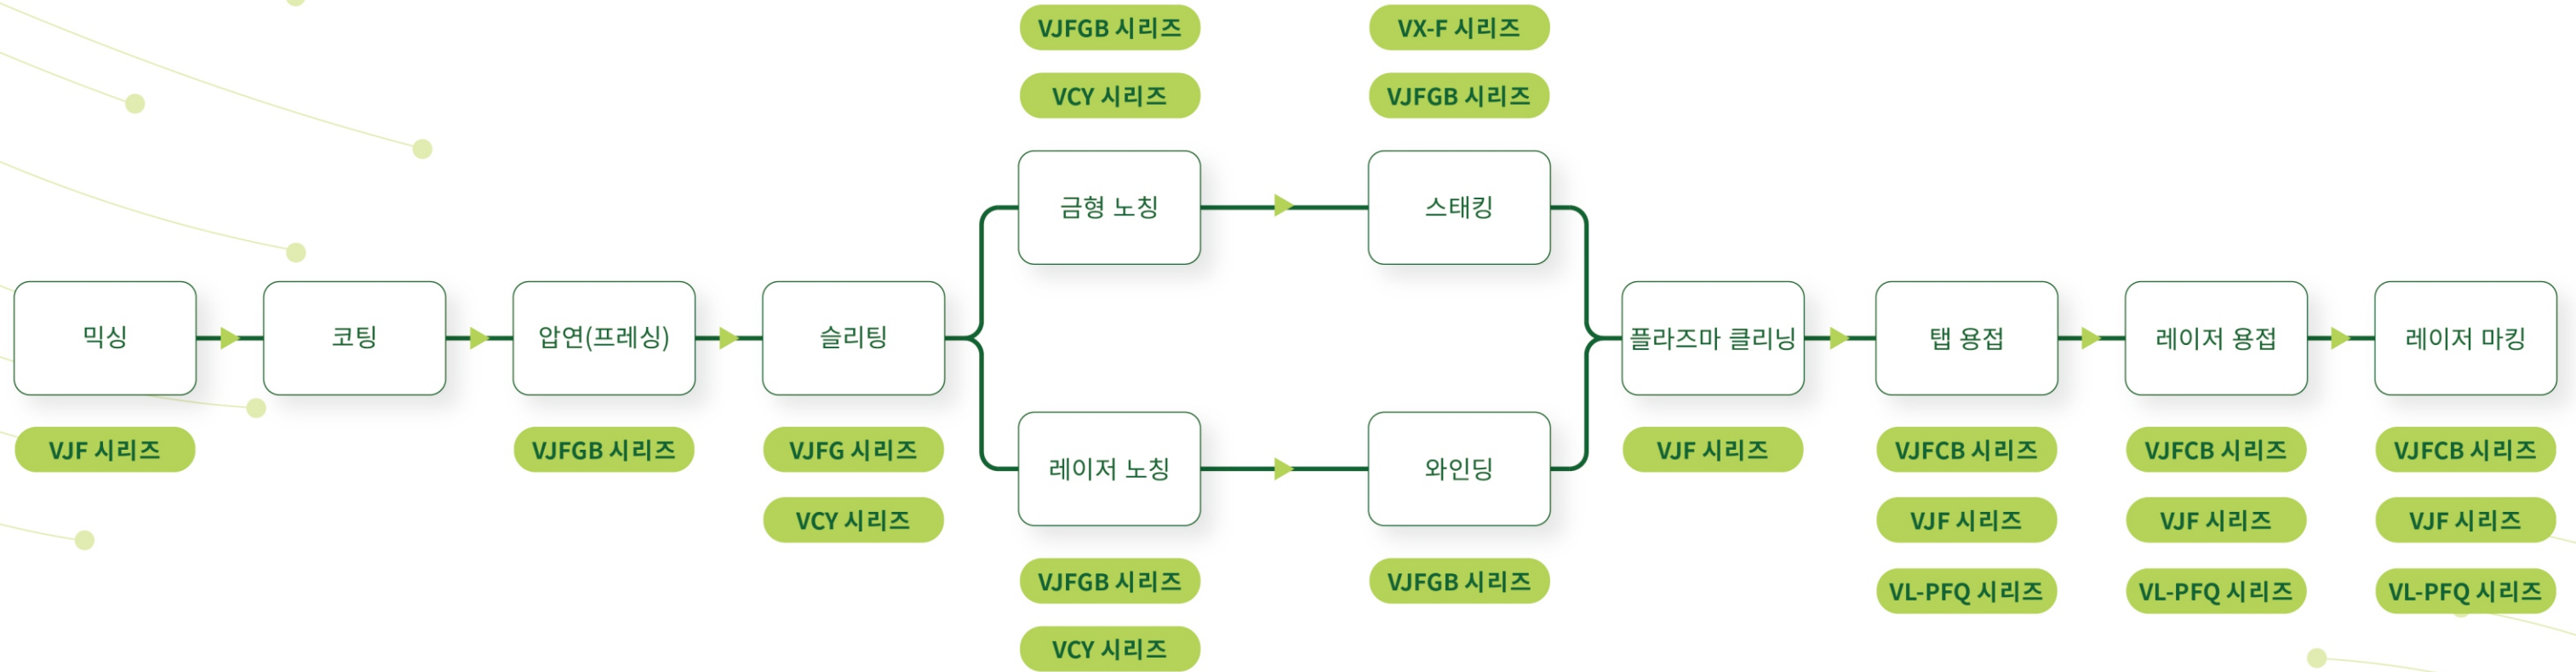 VJFGB 시리즈
VX-F 시리즈
VCY 시리즈
VJFGB 시리즈
금형 노칭
스태킹
믹싱
코팅
압연(프레싱)
슬리팅
플라즈마 클리닝
탭 용접
레이저 용접
레이저 마킹
VJF 시리즈
VJFGB 시리즈
VJFG 시리즈
VCY 시리즈
레이저 노칭
와인딩
VJFGB 시리즈
VCY 시리즈
VJFGB 시리즈
VJF 시리즈
VJFCB 시리즈
VJF 시리즈
VL-PFQ 시리즈
VJFCB 시리즈
VJF 시리즈
VL-PFQ 시리즈
VJFCB 시리즈
VJF 시리즈
VL-PFQ 시리즈